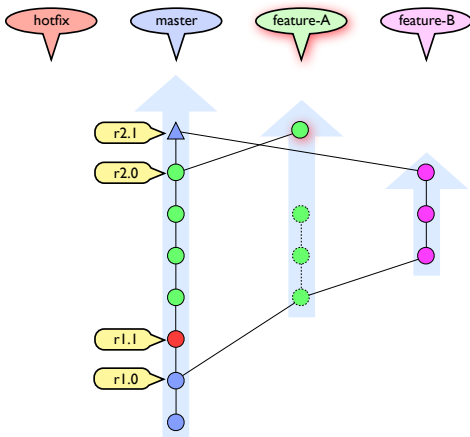 hotfix
master
feature-A
feature-B
r2.1
r2.0
r1.1
r1.0